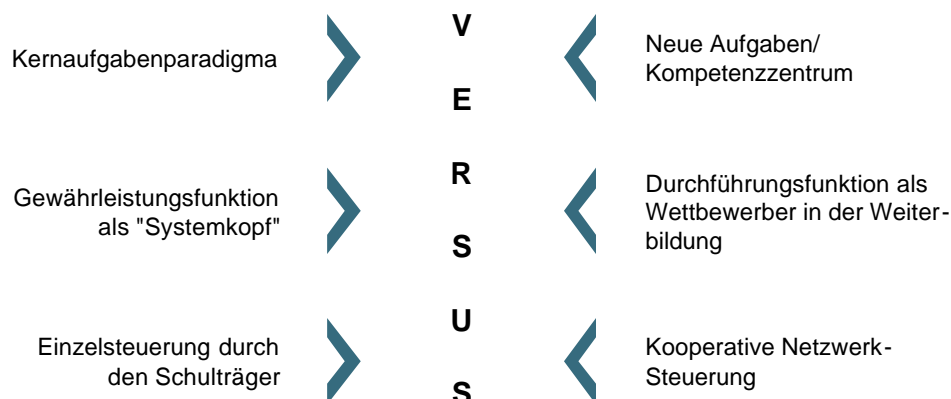 Kernaufgabenparadigma
V
E
R
S
U
S
Neue Aufgaben/
Kompetenzzentrum
Gewährleistungsfunktion
als "Systemkopf"
Durchführungsfunktion als
Wettbewerber in der Weiter-
bildung
Einzelsteuerung durch
den Schulträger
Kooperative Netzwerk-
Steuerung